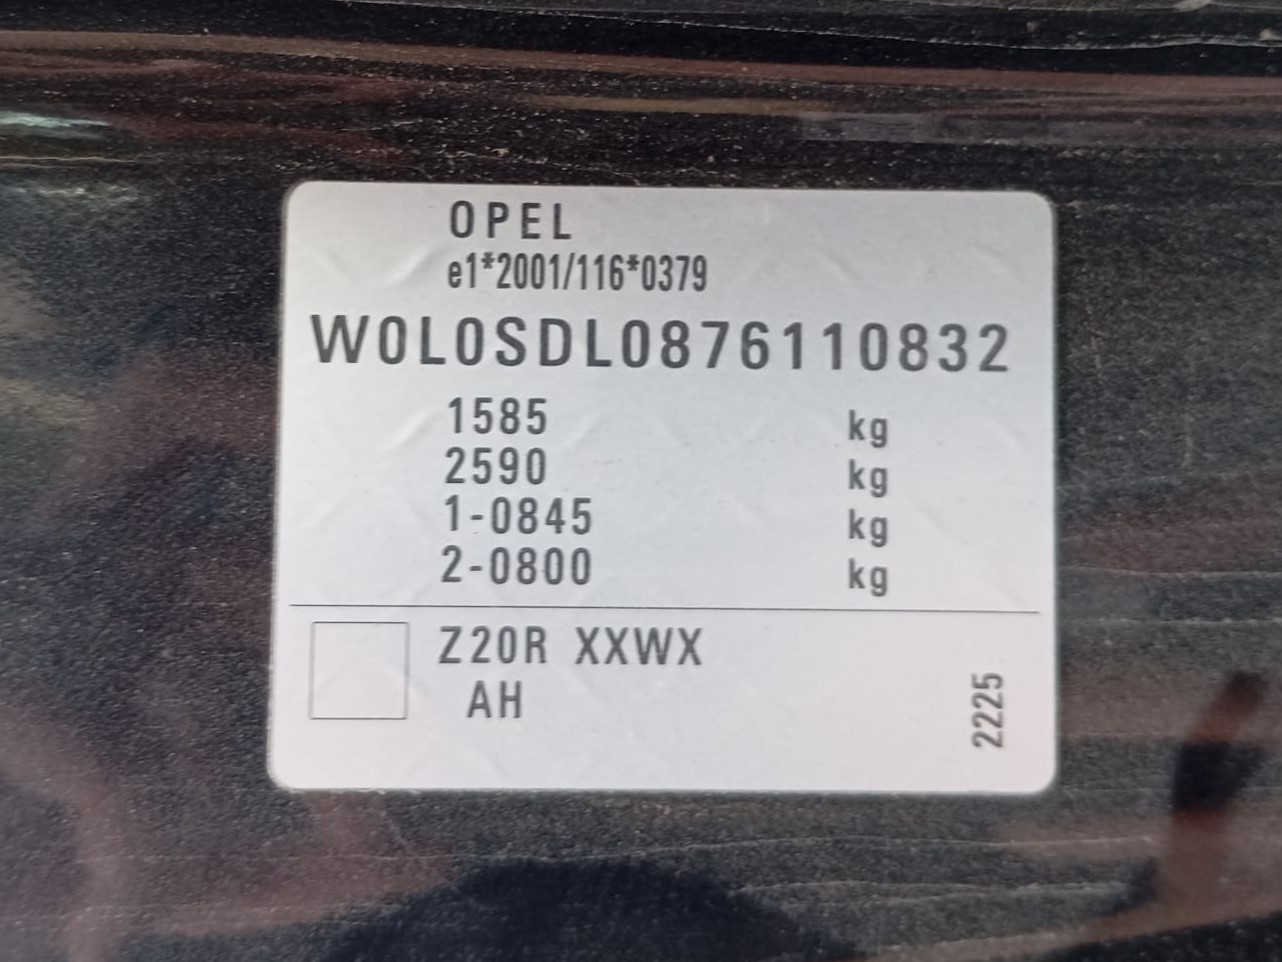 OPEL
e1*2001/116*0379
W0L0SDL0876110832
1585 kg
2590 kg
1-0845 kg
2-0800 kg
Z20R XXWX
AH
2225